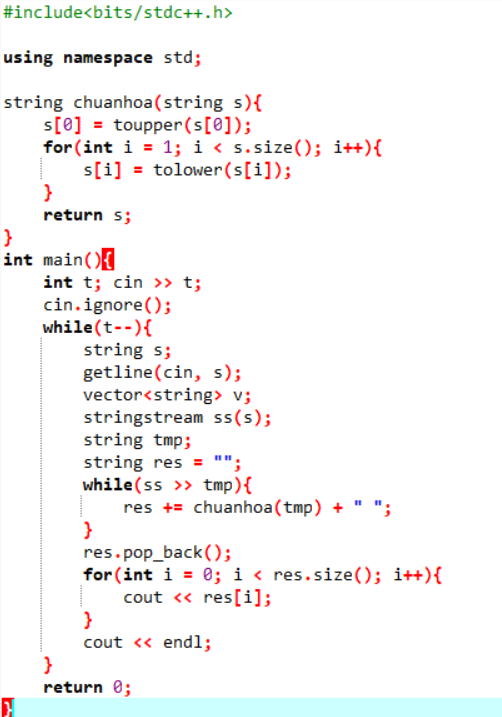 #include<bits/stdc++.h>
using namespace std;
string chuanhoa(string s){
s[0] = toupper(s[0]);
for(int i = 1; i < s.size(); i++){
s[i] = tolower(s[i]);
}
return s;
}
int main(){
int t; cin >> t;
cin.ignore();
while(t--){
string s;
getline(cin, s);
vector<string> v;
stringstream ss(s);
string tmp;
string res = "";
while(ss >> tmp){
res += chuanhoa(tmp) + " ";
}
res.pop_back();
for(int i = 0; i < res.size(); i++){
cout << res[i];
}
cout << endl;
}
return 0;
}